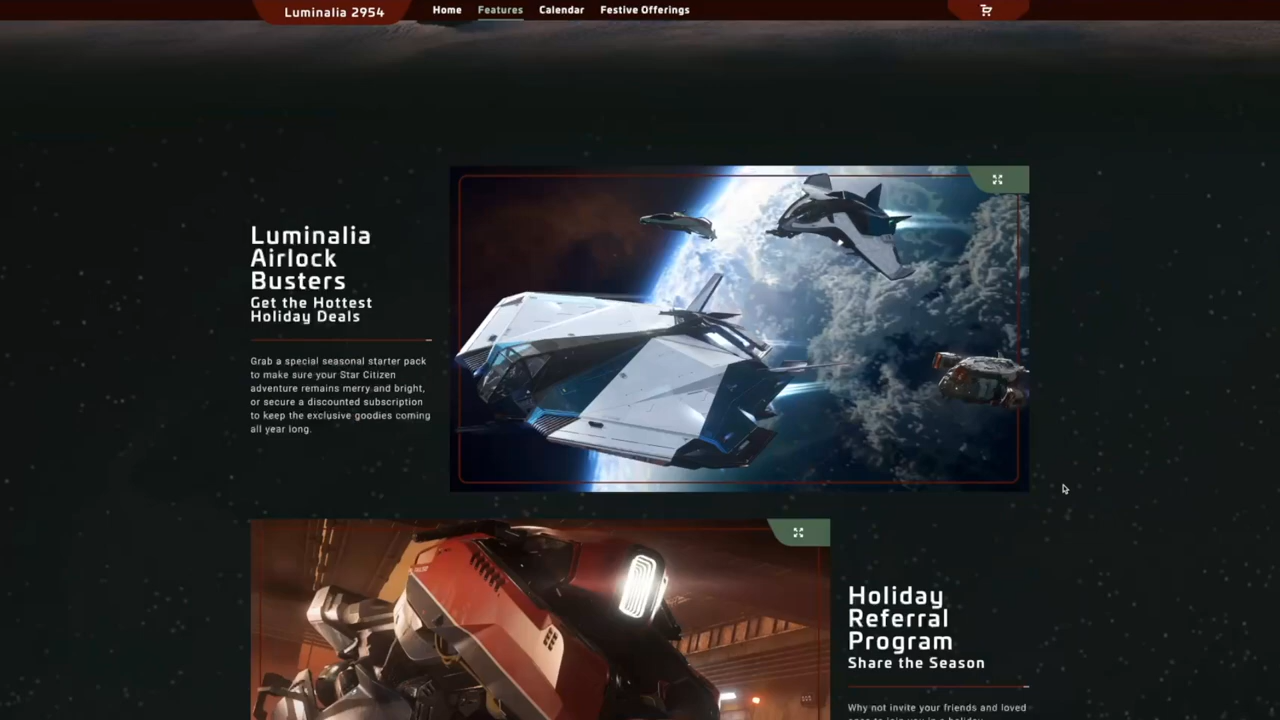 Luminalia 2954
Home Features Calendar Festive Offerings
Luminalia
Airlock
Busters
Get the Hottest
Holiday Deals
Grab a special seasonal starter pack
to make sure your Star Citizen
adventure remains merry and bright,
or secure a discounted subscription
to keep the exclusive goodies coming
all year long.
Holiday
Referral
Program
Share the Season
Why not invite your friends and loved